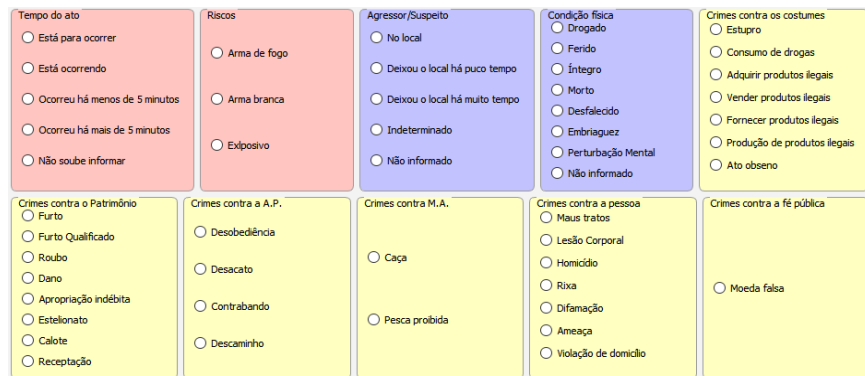 Tempo do ato
Está para ocorrer
Está ocorrendo
Ocorreu há menos de 5 minutos
Ocorreu há mais de 5 minutos
Não soube informar
Riscos
Arma de fogo
Arma branca
Exlposivo
Agressor/Suspeito
No local
Deixou o local há puco tempo
Deixou o local há muito tempo
Indeterminado
Não informado
Condição física
Drogado
Ferido
Íntegro
Morto
Desfalecido
Embriaguez
Perturbação Mental
Não informado
Crimes contra os costumes
Estupro
Consumo de drogas
Adquirir produtos ilegais
Vender produtos ilegais
Fornecer produtos ilegais
Produção de produtos ilegais
Ato obseno
Crimes contra o Patrimônio
Furto
Furto Qualificado
Roubo
Dano
Apropriação indébita
Estelionato
Calote
Receptação
Crimes contra a A.P.
Desobediência
Desacato
Contrabando
Descaminho
Crimes contra M.A.
Caça
Pesca proibida
Crimes contra a pessoa
Maus tratos
Lesão Corporal
Homicídio
Rixa
Difamação
Ameaça
Violação de domicílio
Crimes contra a fé pública
Moeda falsa